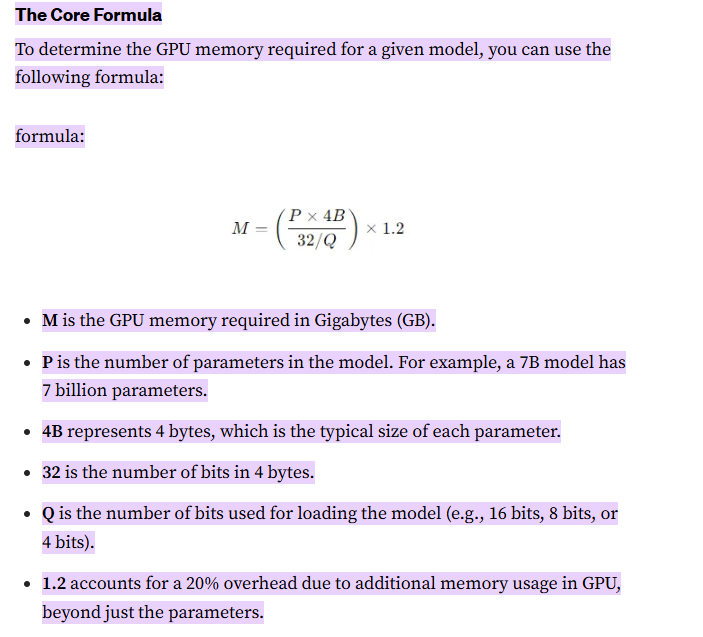 The Core Formula
To determine the GPU memory required for a given model, you can use the
following formula:
formula:
M = ( P × 4B / 32/Q ) × 1.2
• M is the GPU memory required in Gigabytes (GB).
• P is the number of parameters in the model. For example, a 7B model has
7 billion parameters.
• 4B represents 4 bytes, which is the typical size of each parameter.
• 32 is the number of bits in 4 bytes.
• Q is the number of bits used for loading the model (e.g., 16 bits, 8 bits, or
4 bits).
• 1.2 accounts for a 20% overhead due to additional memory usage in GPU,
beyond just the parameters.